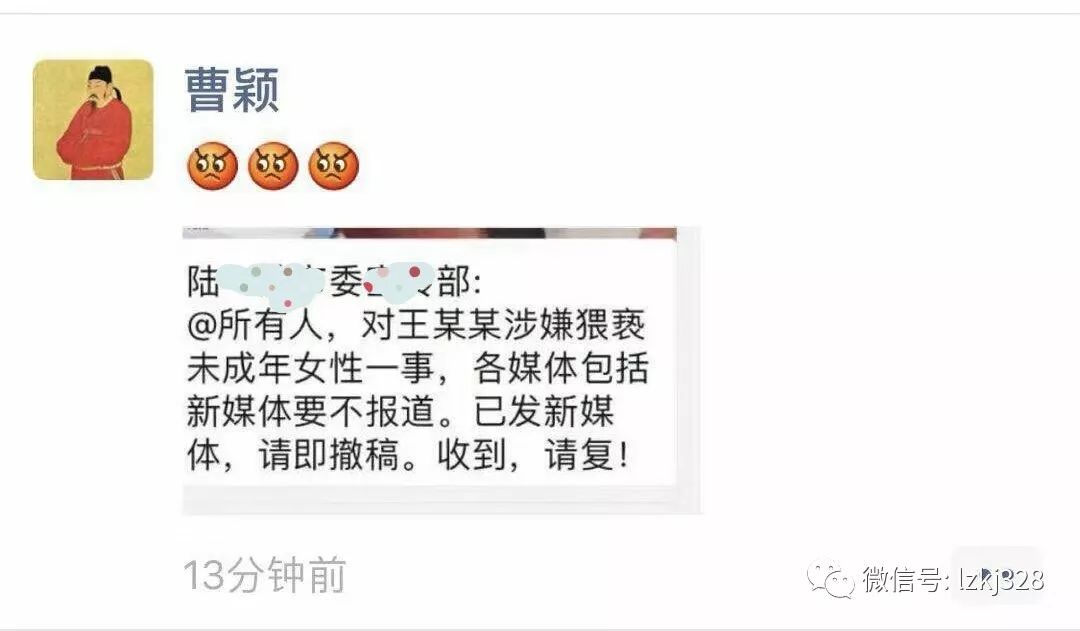 曹颖
陆 委 部:
@所有人，对王某某涉嫌猥亵
未成年女性一事，各媒体包括
新媒体要不报道。已发新媒
体，请即撤稿。收到，请复！
13分钟前
微信号: lzkj328